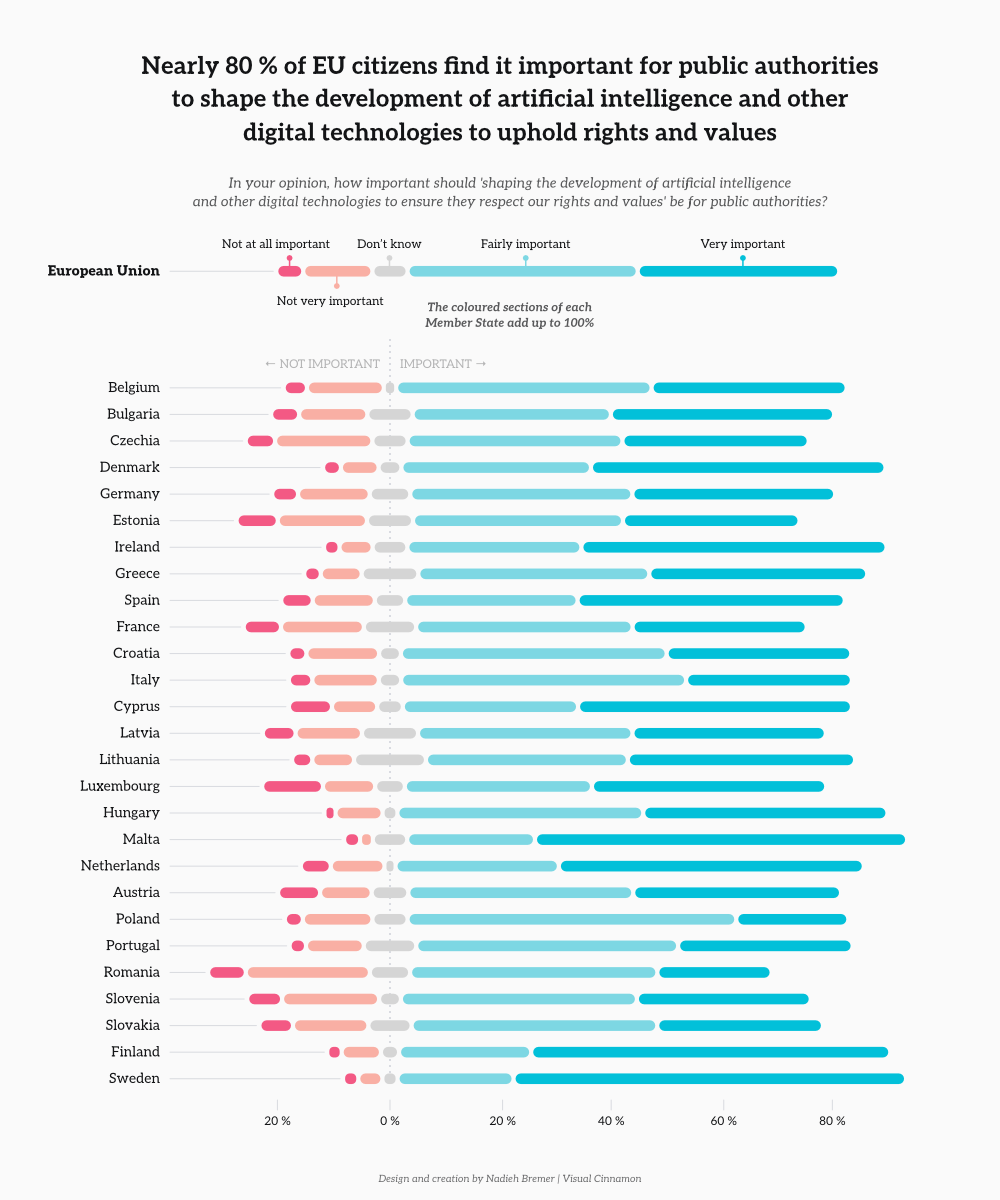 Nearly 80 % of EU citizens find it important for public authorities
to shape the development of artificial intelligence and other
digital technologies to uphold rights and values
In your opinion, how important should 'shaping the development of artificial intelligence
and other digital technologies to ensure they respect our rights and values' be for public authorities?
Not at all important Don't know Fairly important Very important
European Union
Not very important
The coloured sections of each
Member State add up to 100%
← NOT IMPORTANT IMPORTANT →
Belgium
Bulgaria
Czechia
Denmark
Germany
Estonia
Ireland
Greece
Spain
France
Croatia
Italy
Cyprus
Latvia
Lithuania
Luxembourg
Hungary
Malta
Netherlands
Austria
Poland
Portugal
Romania
Slovenia
Slovakia
Finland
Sweden
20 % 0 % 20 % 40 % 60 % 80 %
Design and creation by Nadieh Bremer | Visual Cinnamon